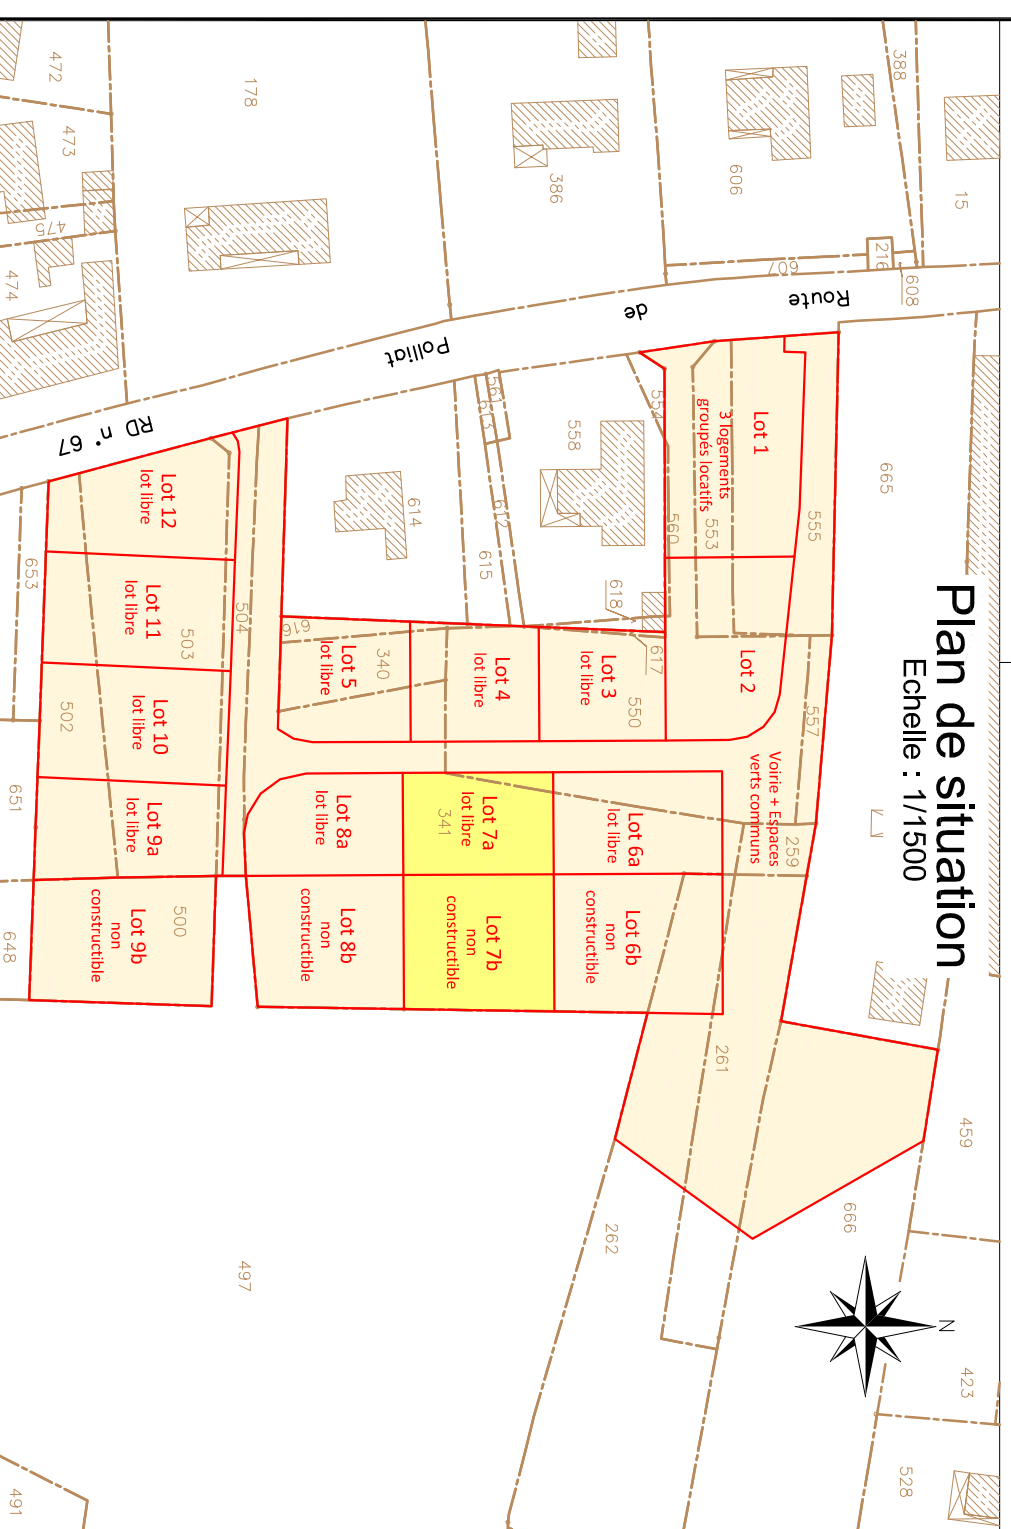 Plan de situation
Echelle : 1/1500
N
Route
de
Polliat
RD n° 67
Lot 1
3 logements
groupés locatifs
Lot 2
Lot 3
lot libre
Lot 4
lot libre
Lot 5
lot libre
Lot 6a
lot libre
Lot 6b
non
constructible
Lot 7a
lot libre
Lot 7b
non
constructible
Lot 8a
lot libre
Lot 8b
non
constructible
Lot 9a
lot libre
Lot 9b
non
constructible
Lot 10
lot libre
Lot 11
lot libre
Lot 12
lot libre
Voirie + Espaces
verts communs
472
473
475
474
178
386
606
388
15
216
607
608
665
555
553
554
560
558
561
613
612
614
615
618
617
616
340
550
557
259
341
504
503
502
500
653
651
648
261
262
497
491
459
666
423
528